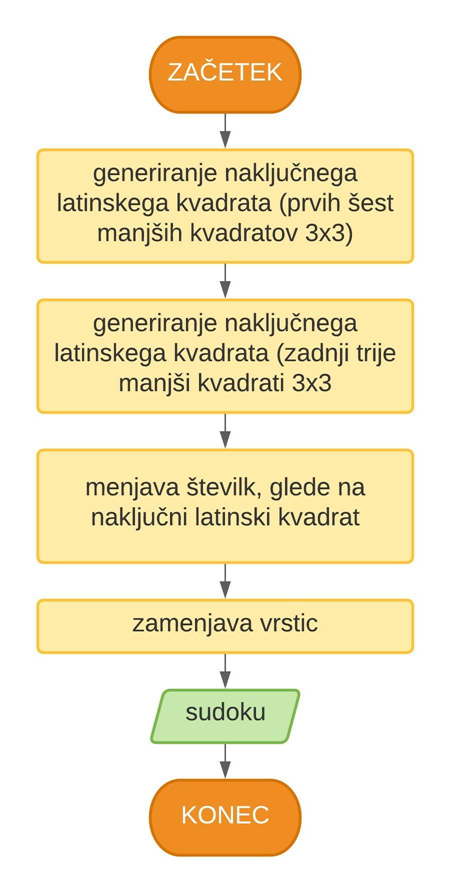 ZAČETEK
generiranje naključnega
latinskega kvadrata (prvih šest
manjših kvadratov 3x3)
generiranje naključnega
latinskega kvadrata (zadnji trije
manjši kvadrati 3x3
menjava številk, glede na
naključni latinski kvadrat
zamenjava vrstic
sudoku
KONEC